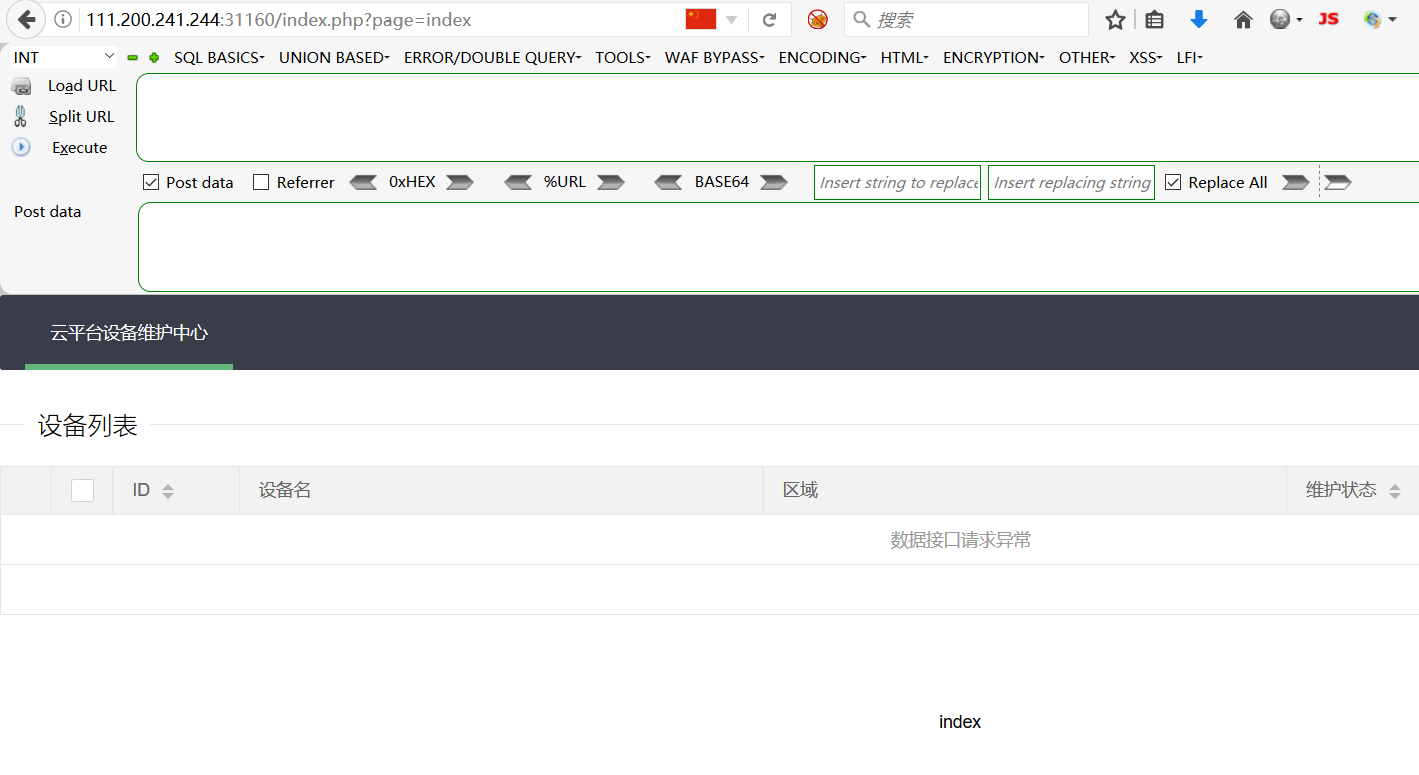 111.200.241.244:31160/index.php?page=index
搜索
JS
INT
SQL BASICS UNION BASED ERROR/DOUBLE QUERY TOOLS WAF BYPASS ENCODING HTML ENCRYPTION OTHER XSS LFI
Load URL
Split URL
Execute
Post data Referrer 0xHEX %URL BASE64 Insert string to replace Insert replacing string Replace All
Post data
云平台设备维护中心
设备列表
ID 设备名 区域 维护状态
数据接口请求异常
index